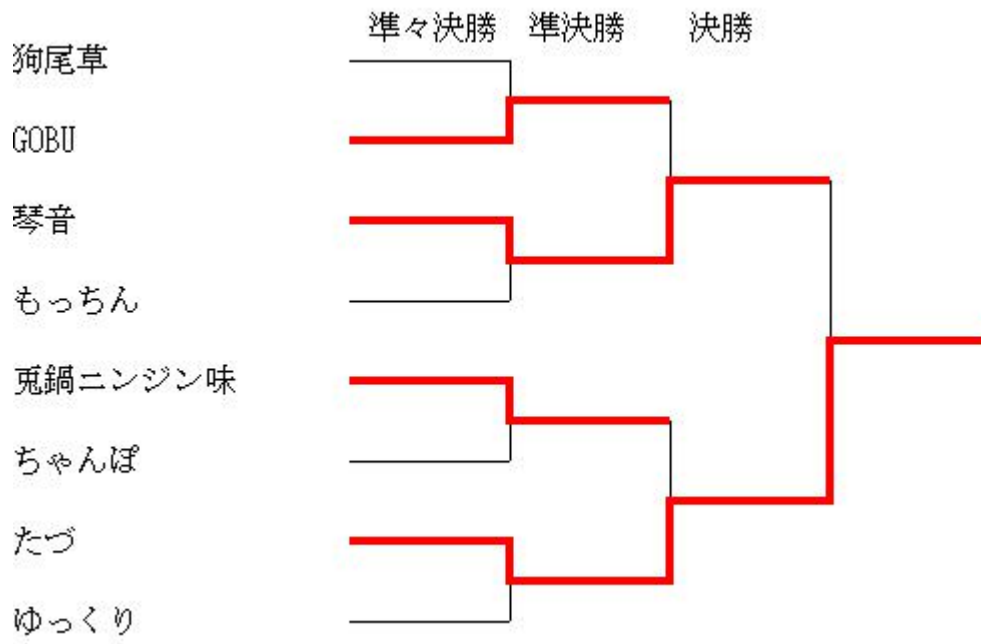 準々決勝 準決勝 決勝
狗尾草
GOBU
琴音
もっちん
兎鍋ニンジン味
ちゃんぽ
たづ
ゆっくり